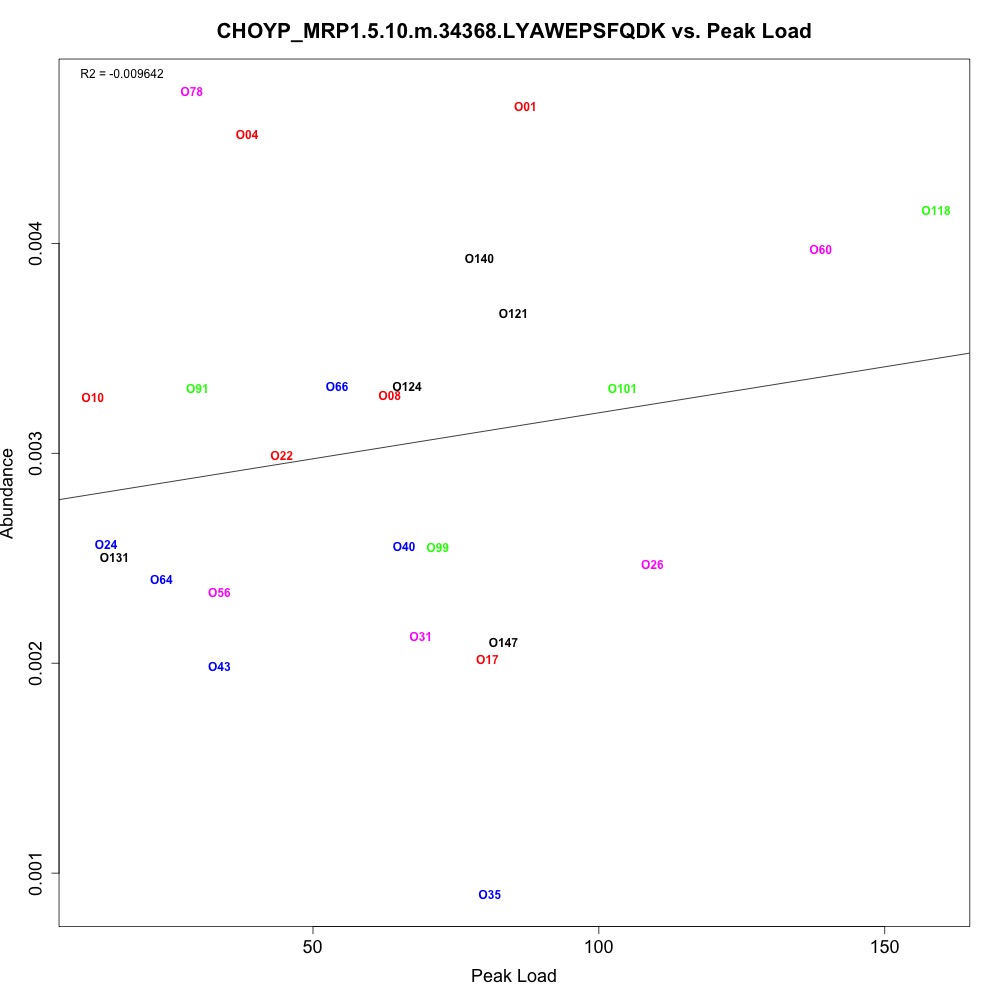 CHOYP_MRP1.5.10.m.34368.LYAWEPSFQDK vs. Peak Load
R2 = -0.009642
O78
O01
O04
O118
O60
O140
O121
O66
O124
O91
O101
O08
O10
O22
O24
O40
O99
O131
O26
O64
O56
O31
O147
O17
O43
O35
0.004
0.003
0.002
0.001
Abundance
50 100 150
Peak Load